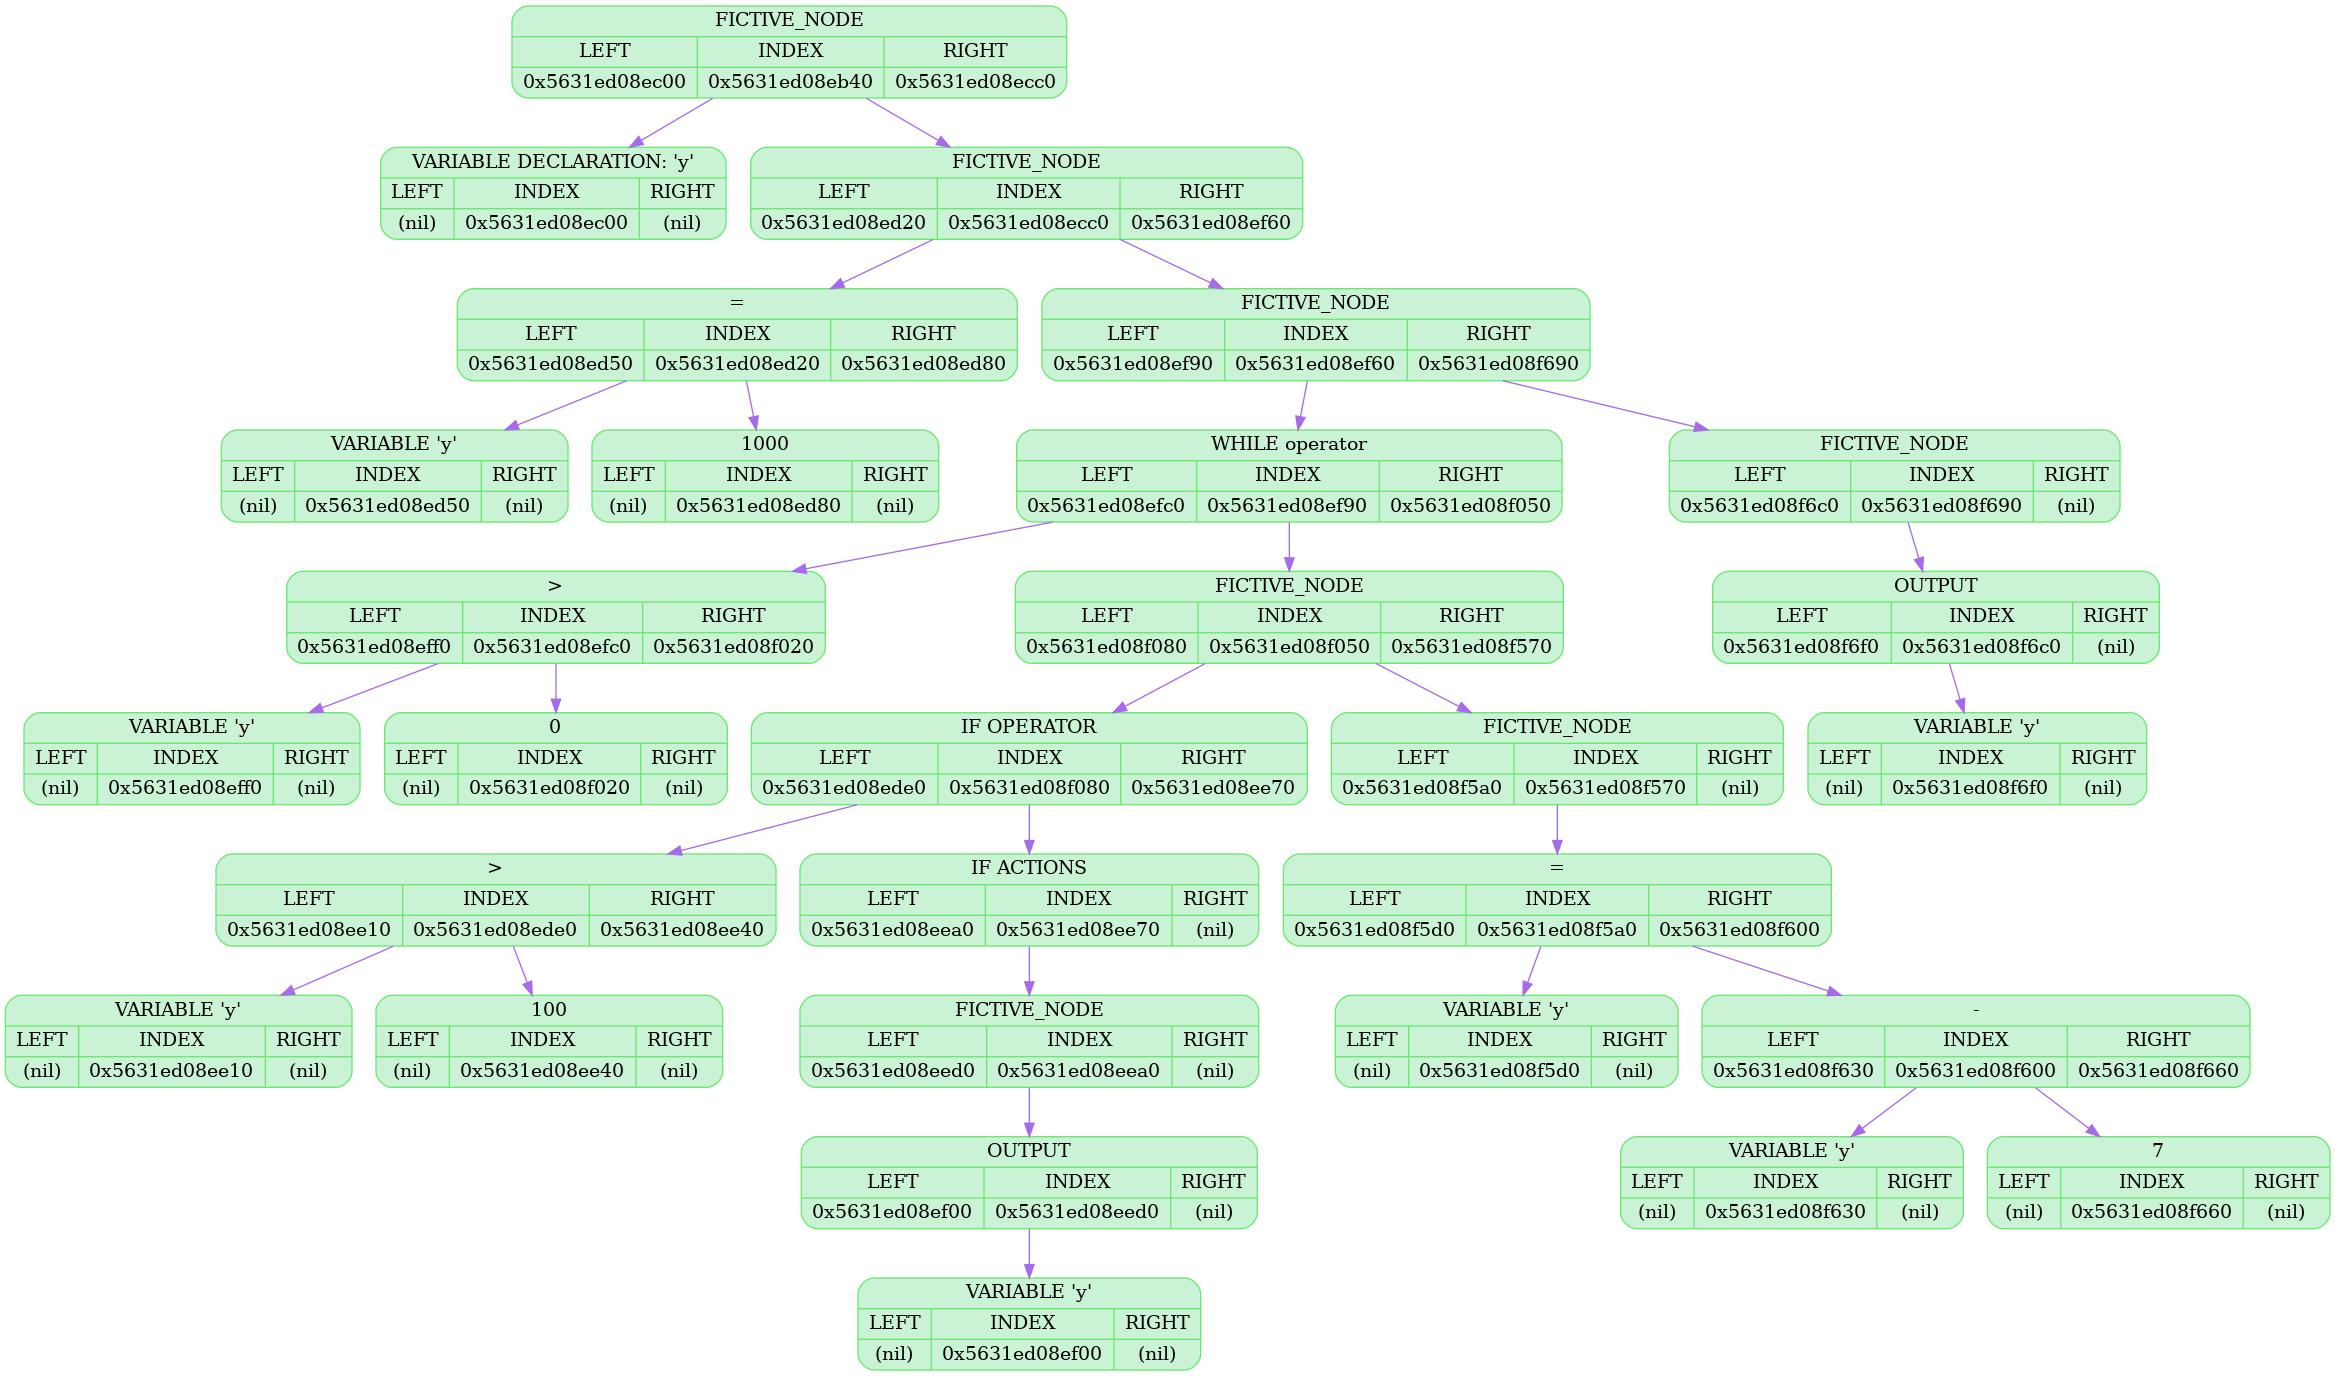 FICTIVE_NODE
LEFT INDEX RIGHT
0x5631ed08ec00 0x5631ed08eb40 0x5631ed08ecc0
VARIABLE DECLARATION: 'y'
LEFT INDEX RIGHT
(nil) 0x5631ed08ec00 (nil)
FICTIVE_NODE
LEFT INDEX RIGHT
0x5631ed08ed20 0x5631ed08ecc0 0x5631ed08ef60
=
LEFT INDEX RIGHT
0x5631ed08ed50 0x5631ed08ed20 0x5631ed08ed80
FICTIVE_NODE
LEFT INDEX RIGHT
0x5631ed08ef90 0x5631ed08ef60 0x5631ed08f690
VARIABLE 'y'
LEFT INDEX RIGHT
(nil) 0x5631ed08ed50 (nil)
1000
LEFT INDEX RIGHT
(nil) 0x5631ed08ed80 (nil)
WHILE operator
LEFT INDEX RIGHT
0x5631ed08efc0 0x5631ed08ef90 0x5631ed08f050
FICTIVE_NODE
LEFT INDEX RIGHT
0x5631ed08f6c0 0x5631ed08f690 (nil)
>
LEFT INDEX RIGHT
0x5631ed08eff0 0x5631ed08efc0 0x5631ed08f020
FICTIVE_NODE
LEFT INDEX RIGHT
0x5631ed08f080 0x5631ed08f050 0x5631ed08f570
OUTPUT
LEFT INDEX RIGHT
0x5631ed08f6f0 0x5631ed08f6c0 (nil)
VARIABLE 'y'
LEFT INDEX RIGHT
(nil) 0x5631ed08eff0 (nil)
0
LEFT INDEX RIGHT
(nil) 0x5631ed08f020 (nil)
IF OPERATOR
LEFT INDEX RIGHT
0x5631ed08ede0 0x5631ed08f080 0x5631ed08ee70
FICTIVE_NODE
LEFT INDEX RIGHT
0x5631ed08f5a0 0x5631ed08f570 (nil)
VARIABLE 'y'
LEFT INDEX RIGHT
(nil) 0x5631ed08f6f0 (nil)
>
LEFT INDEX RIGHT
0x5631ed08ee10 0x5631ed08ede0 0x5631ed08ee40
IF ACTIONS
LEFT INDEX RIGHT
0x5631ed08eea0 0x5631ed08ee70 (nil)
=
LEFT INDEX RIGHT
0x5631ed08f5d0 0x5631ed08f5a0 0x5631ed08f600
VARIABLE 'y'
LEFT INDEX RIGHT
(nil) 0x5631ed08ee10 (nil)
100
LEFT INDEX RIGHT
(nil) 0x5631ed08ee40 (nil)
FICTIVE_NODE
LEFT INDEX RIGHT
0x5631ed08eed0 0x5631ed08eea0 (nil)
VARIABLE 'y'
LEFT INDEX RIGHT
(nil) 0x5631ed08f5d0 (nil)
-
LEFT INDEX RIGHT
0x5631ed08f630 0x5631ed08f600 0x5631ed08f660
OUTPUT
LEFT INDEX RIGHT
0x5631ed08ef00 0x5631ed08eed0 (nil)
VARIABLE 'y'
LEFT INDEX RIGHT
(nil) 0x5631ed08f630 (nil)
7
LEFT INDEX RIGHT
(nil) 0x5631ed08f660 (nil)
VARIABLE 'y'
LEFT INDEX RIGHT
(nil) 0x5631ed08ef00 (nil)